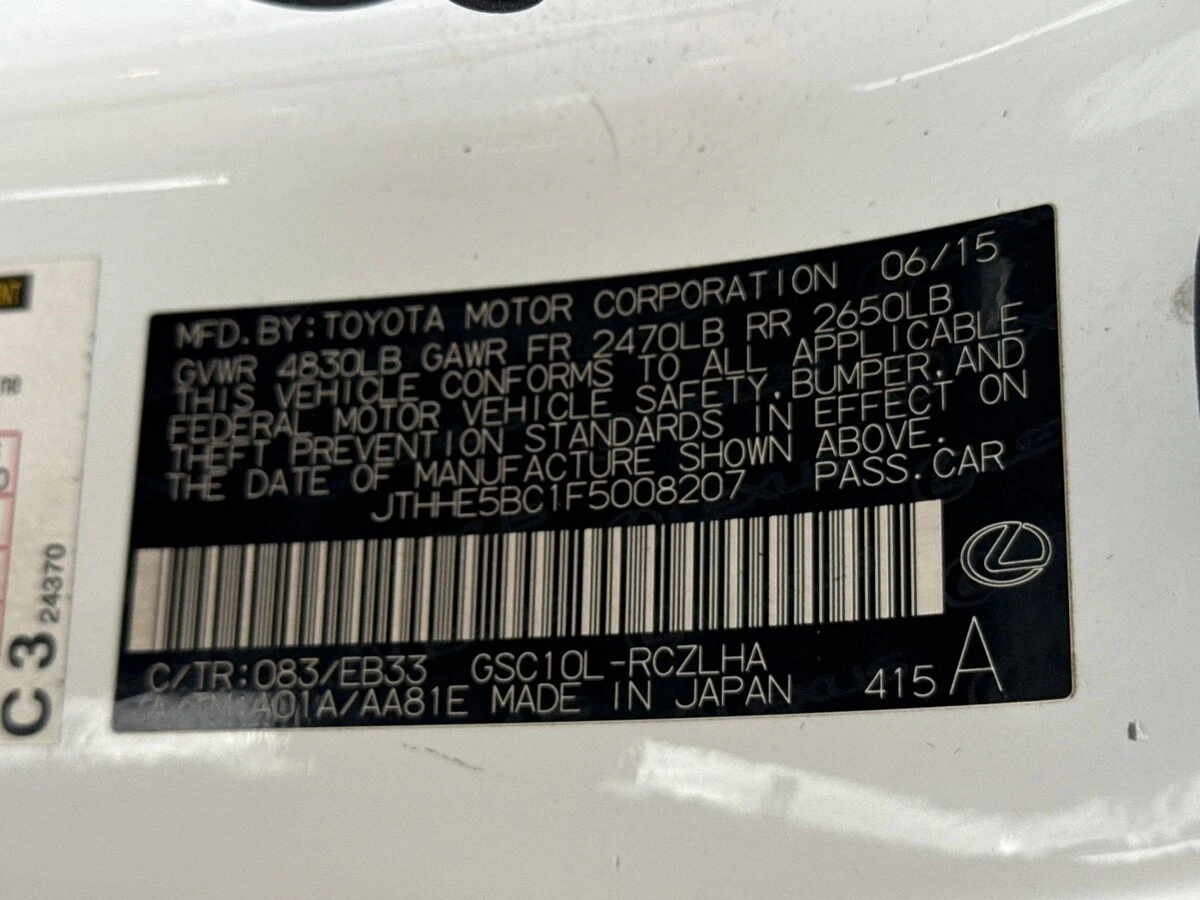 MFD. BY: TOYOTA MOTOR CORPORATION 06/15
GVWR 4830LB GAWR FR 2470LB RR 2650LB
THIS VEHICLE CONFORMS TO ALL APPLICABLE
FEDERAL MOTOR VEHICLE SAFETY, BUMPER, AND
THEFT PREVENTION STANDARDS IN EFFECT ON
THE DATE OF MANUFACTURE SHOWN ABOVE.
JTHHE5BC1F5008207 PASS. CAR
C/TR: 083/EB33 GSC10L-RCZLHA
A/TM: A01A/AA81E MADE IN JAPAN 415 A
C3
24370